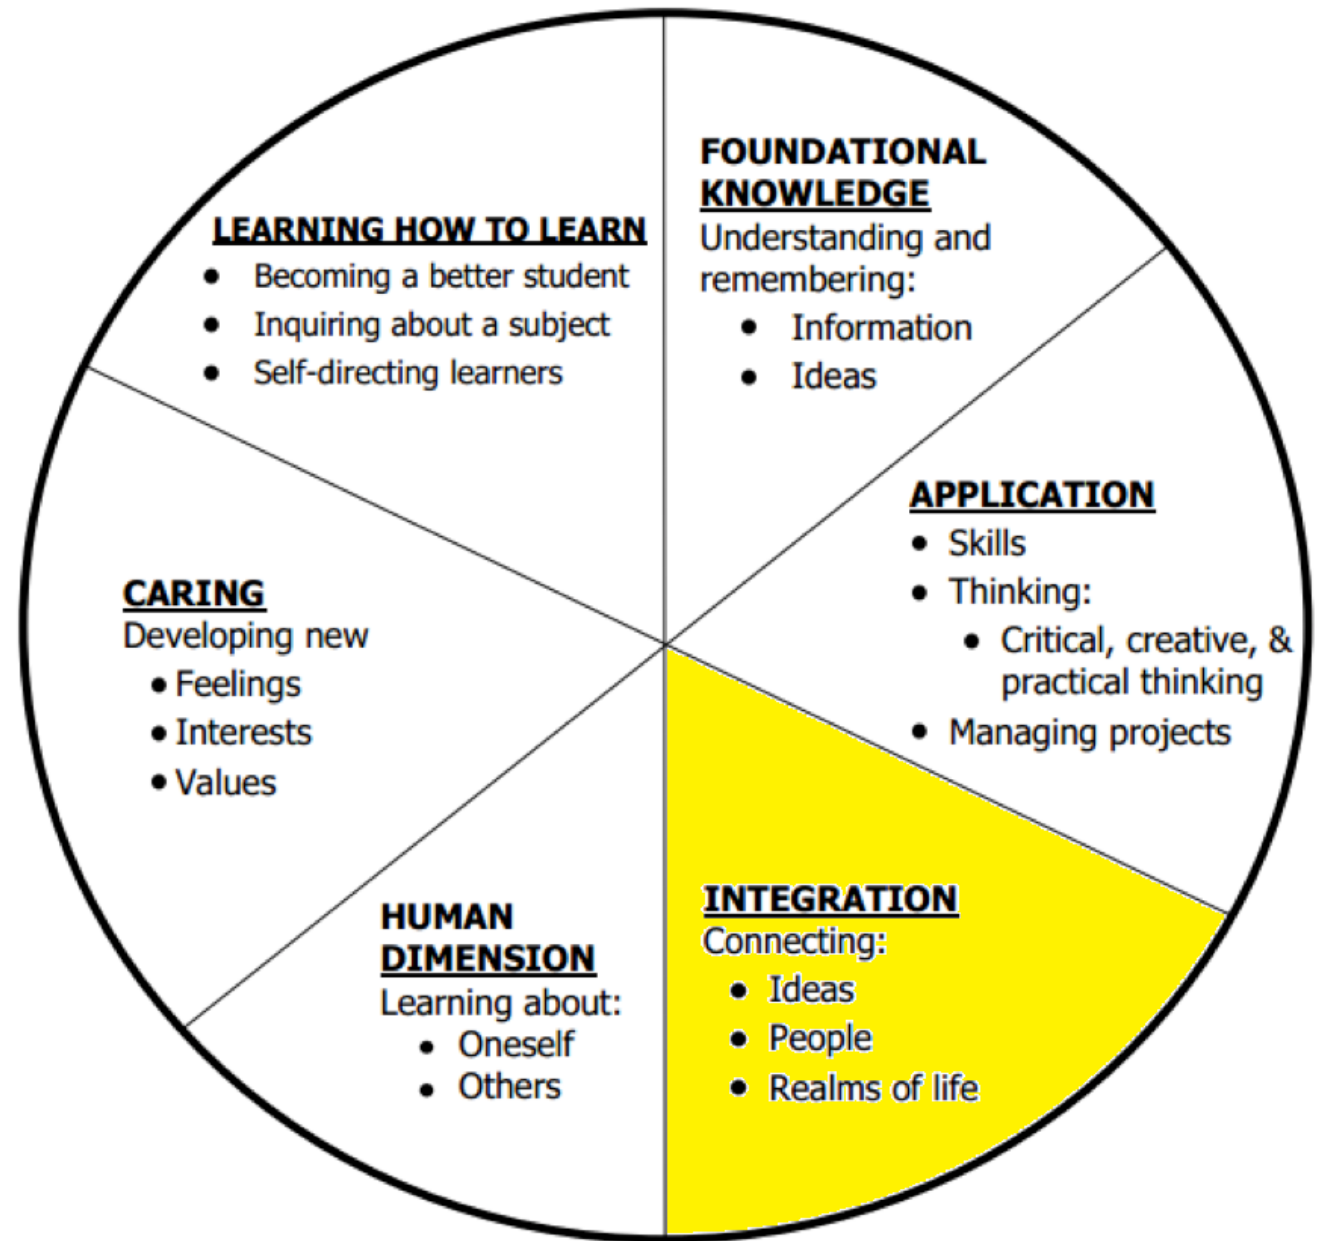 FOUNDATIONAL
KNOWLEDGE
Understanding and
remembering:
• Information
• Ideas
APPLICATION
• Skills
• Thinking:
• Critical, creative, &
practical thinking
• Managing projects
INTEGRATION
Connecting:
• Ideas
• People
• Realms of life
HUMAN
DIMENSION
Learning about:
• Oneself
• Others
CARING
Developing new
• Feelings
• Interests
• Values
LEARNING HOW TO LEARN
• Becoming a better student
• Inquiring about a subject
• Self-directing learners